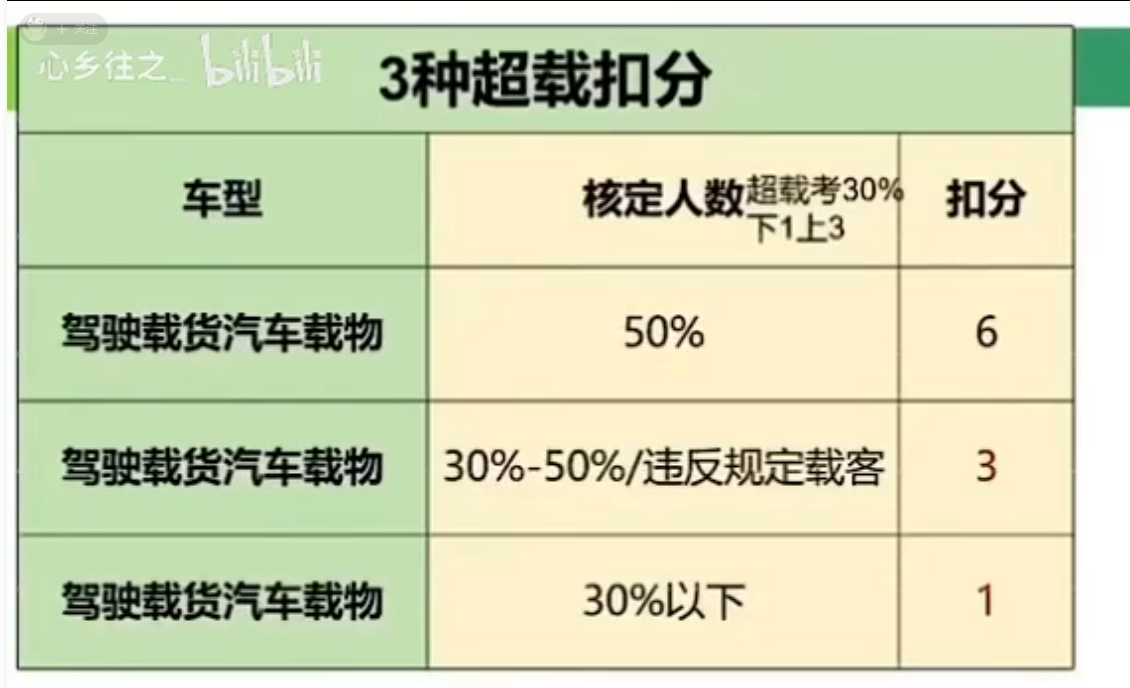 + 关注
心乡往之_ bilibili
3种超载扣分
车型
核定人数
超载考30%
下1上3
扣分
驾驶载货汽车载物
50%
6
驾驶载货汽车载物
30%-50%/违反规定载客
3
驾驶载货汽车载物
30%以下
1